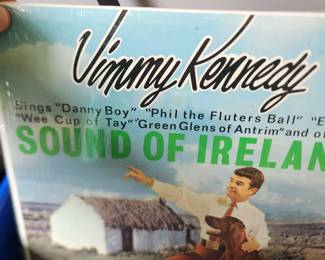 Jimmy Kennedy
Sings "Danny Boy" "Phil the Fluters Ball"
"Wee Cup of Tay" "Green Glens of Antrim" and
SOUND OF